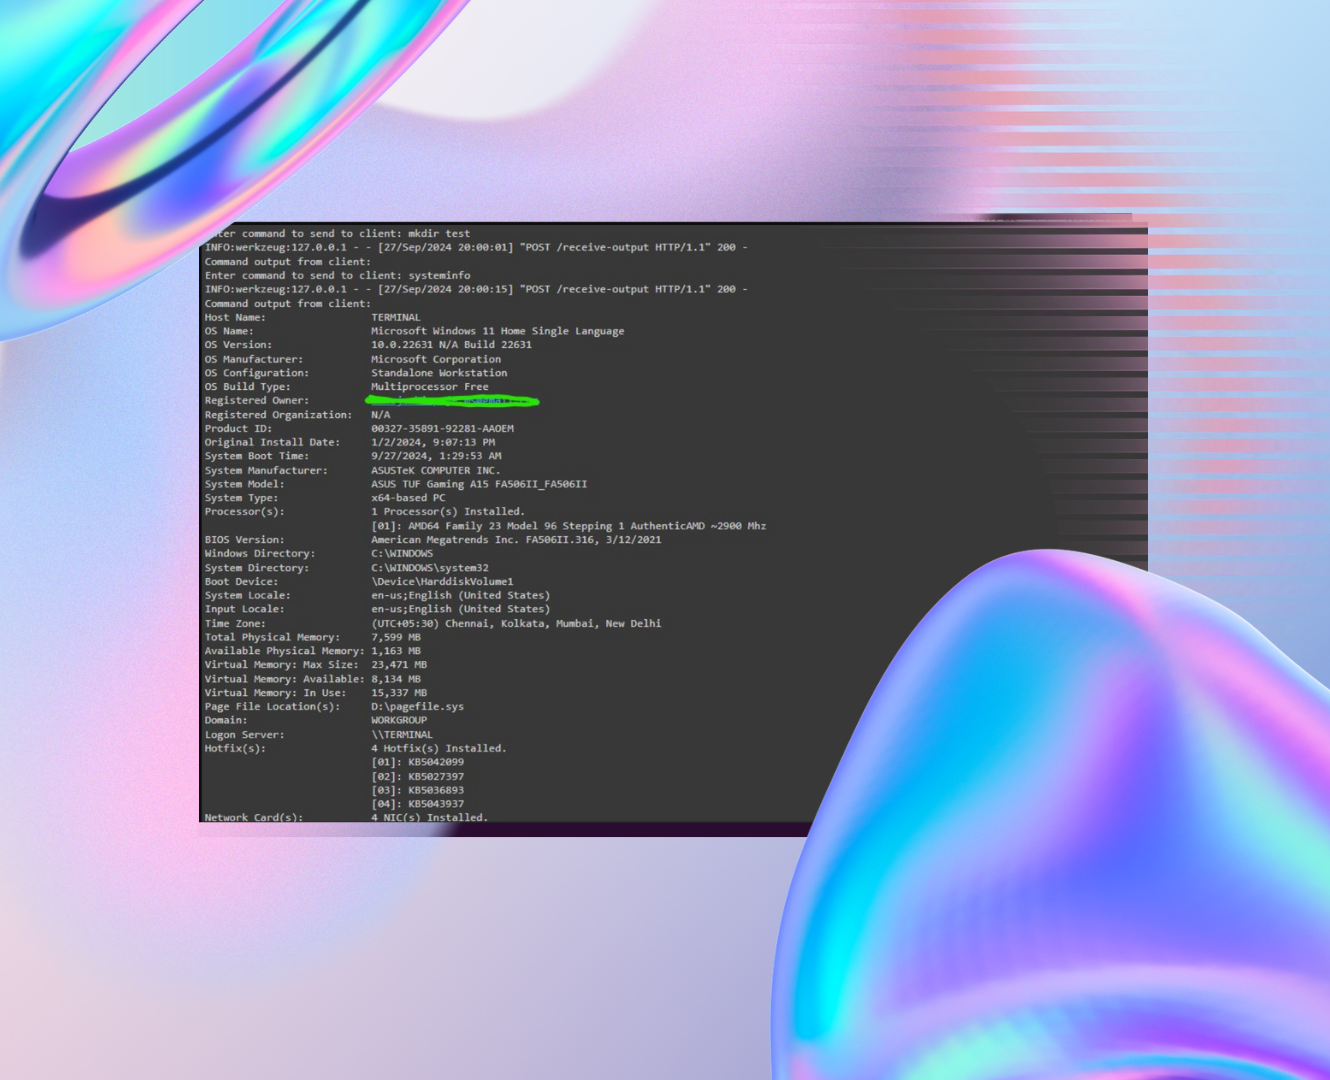 ter command to send to client: mkdir test
INFO:werkzeug:127.0.0.1 - - [27/Sep/2024 20:00:01] "POST /receive-output HTTP/1.1" 200 -
Command output from client:
Enter command to send to client: systeminfo
INFO:werkzeug:127.0.0.1 - - [27/Sep/2024 20:00:15] "POST /receive-output HTTP/1.1" 200 -
Command output from client:
Host Name: TERMINAL
OS Name: Microsoft Windows 11 Home Single Language
OS Version: 10.0.22631 N/A Build 22631
OS Manufacturer: Microsoft Corporation
OS Configuration: Standalone Workstation
OS Build Type: Multiprocessor Free
Registered Owner:
Registered Organization: N/A
Product ID: 00327-35891-92281-AAOEM
Original Install Date: 1/2/2024, 9:07:13 PM
System Boot Time: 9/27/2024, 1:29:53 AM
System Manufacturer: ASUSTeK COMPUTER INC.
System Model: ASUS TUF Gaming A15 FA506II_FA506II
System Type: x64-based PC
Processor(s): 1 Processor(s) Installed.
[01]: AMD64 Family 23 Model 96 Stepping 1 AuthenticAMD ~2900 Mhz
BIOS Version: American Megatrends Inc. FA506II.316, 3/12/2021
Windows Directory: C:\WINDOWS
System Directory: C:\WINDOWS\system32
Boot Device: \Device\HarddiskVolume1
System Locale: en-us;English (United States)
Input Locale: en-us;English (United States)
Time Zone: (UTC+05:30) Chennai, Kolkata, Mumbai, New Delhi
Total Physical Memory: 7,599 MB
Available Physical Memory: 1,163 MB
Virtual Memory: Max Size: 23,471 MB
Virtual Memory: Available: 8,134 MB
Virtual Memory: In Use: 15,337 MB
Page File Location(s): D:\pagefile.sys
Domain: WORKGROUP
Logon Server: \\TERMINAL
Hotfix(s): 4 Hotfix(s) Installed.
[01]: KB5042099
[02]: KB5027397
[03]: KB5036893
[04]: KB5043937
Network Card(s): 4 NIC(s) Installed.